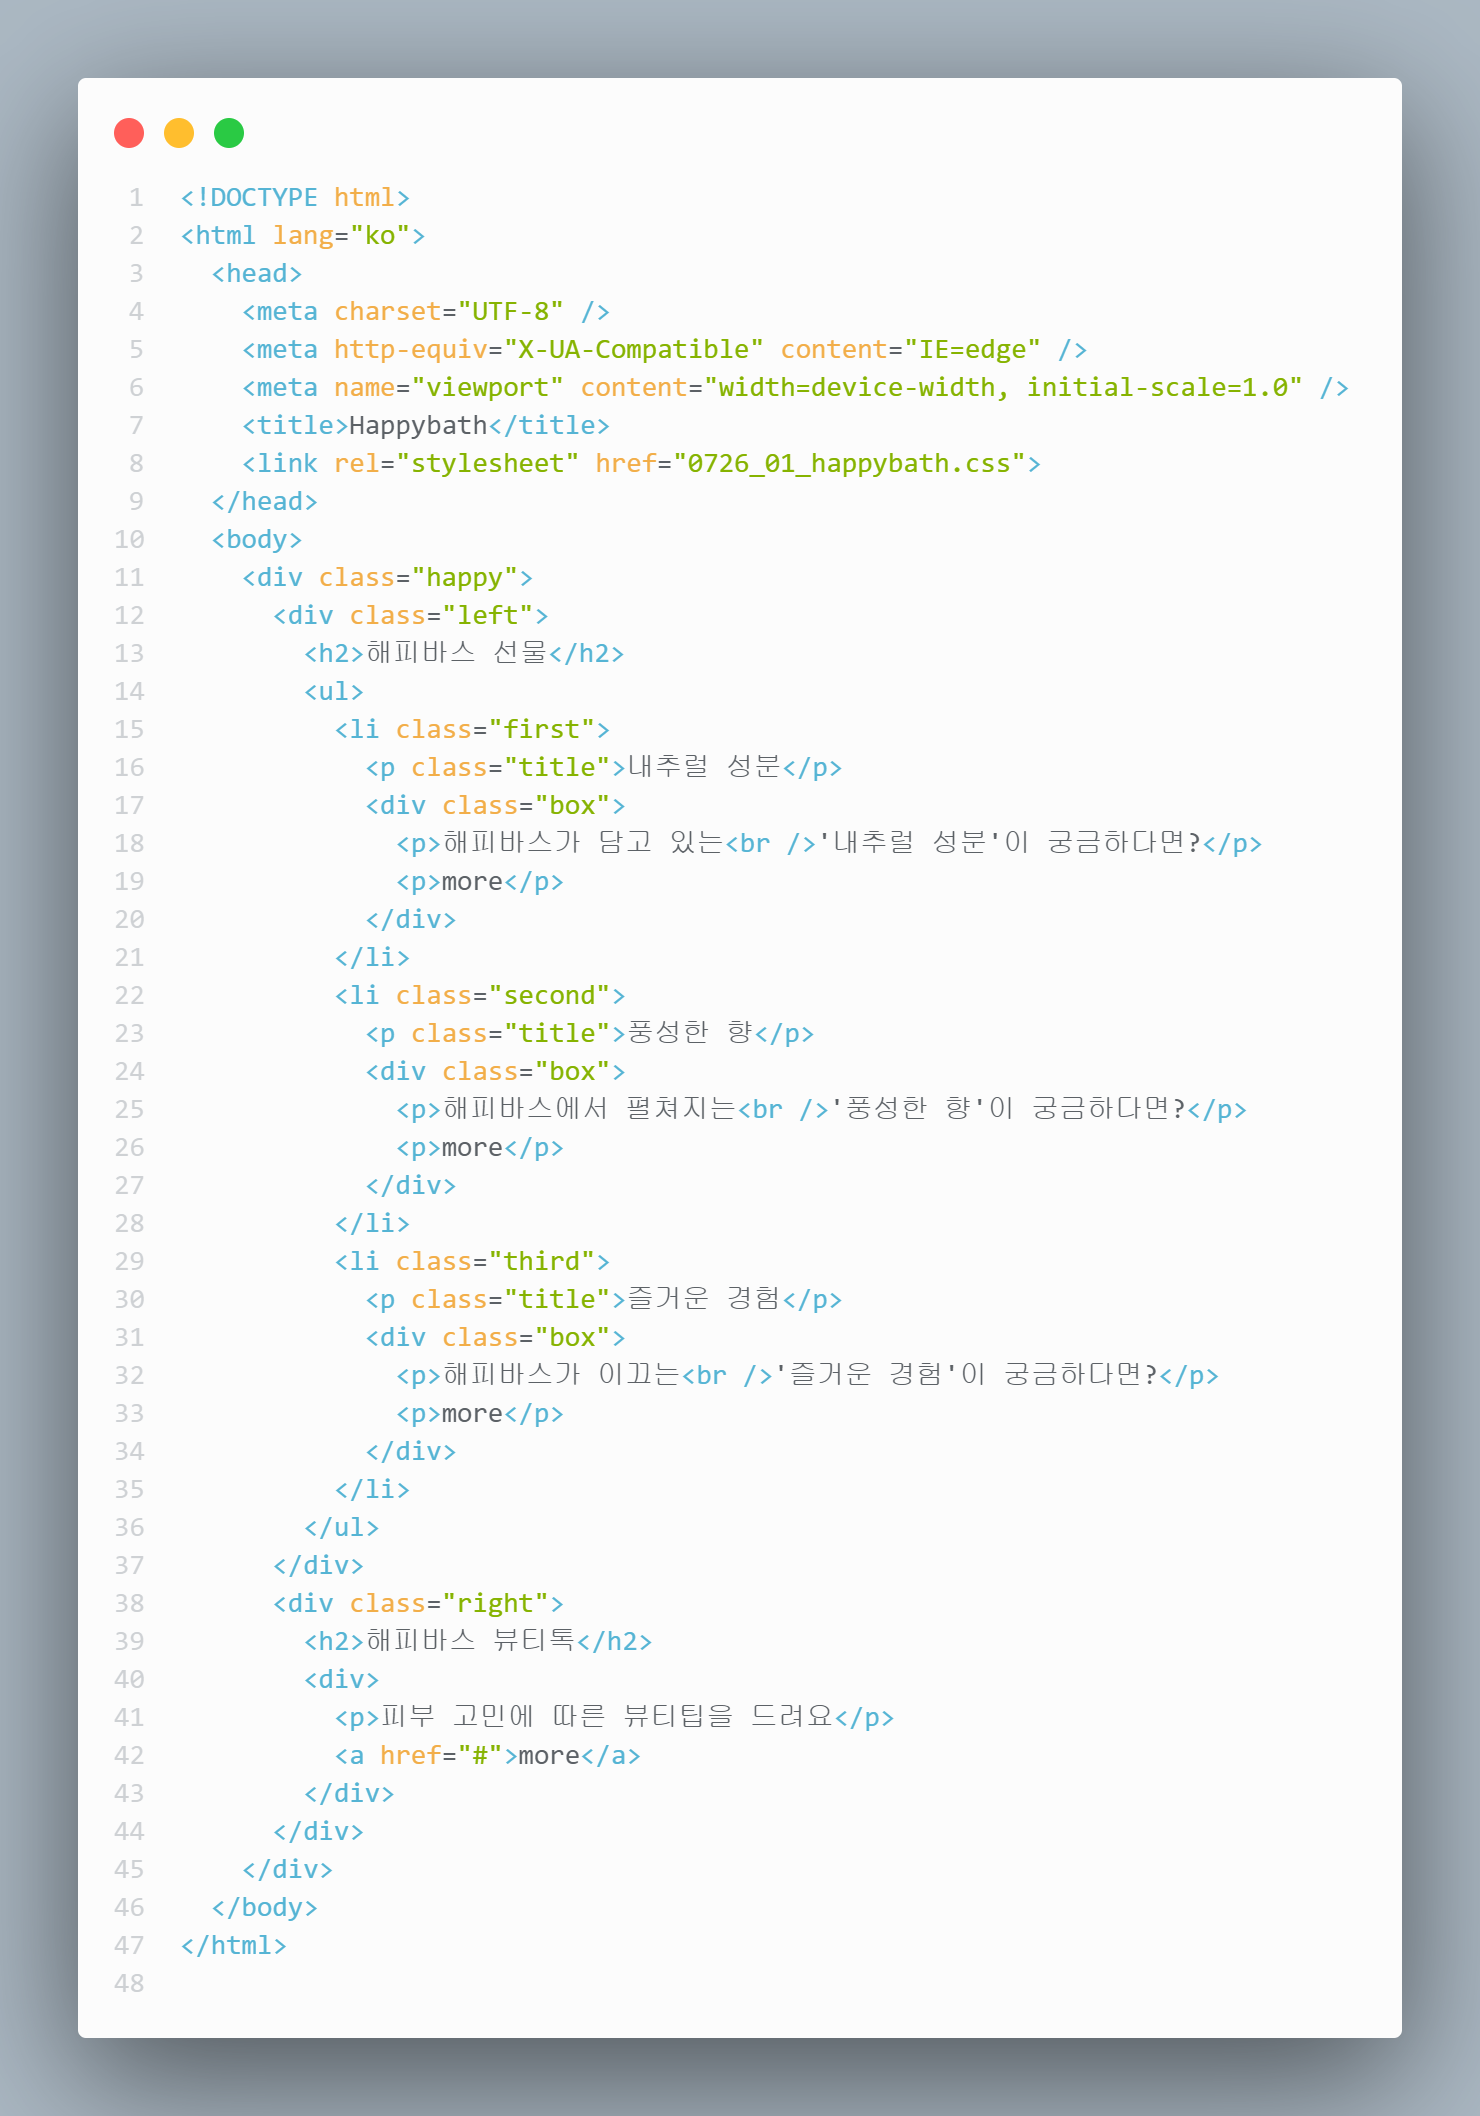 1 <!DOCTYPE html>
2 <html lang="ko">
3   <head>
4     <meta charset="UTF-8" />
5     <meta http-equiv="X-UA-Compatible" content="IE=edge" />
6     <meta name="viewport" content="width=device-width, initial-scale=1.0" />
7     <title>Happybath</title>
8     <link rel="stylesheet" href="0726_01_happybath.css">
9   </head>
10   <body>
11     <div class="happy">
12       <div class="left">
13         <h2>해피바스 선물</h2>
14         <ul>
15           <li class="first">
16             <p class="title">내추럴 성분</p>
17             <div class="box">
18               <p>해피바스가 담고 있는<br />'내추럴 성분'이 궁금하다면?</p>
19               <p>more</p>
20             </div>
21           </li>
22           <li class="second">
23             <p class="title">풍성한 향</p>
24             <div class="box">
25               <p>해피바스에서 펼쳐지는<br />'풍성한 향'이 궁금하다면?</p>
26               <p>more</p>
27             </div>
28           </li>
29           <li class="third">
30             <p class="title">즐거운 경험</p>
31             <div class="box">
32               <p>해피바스가 이끄는<br />'즐거운 경험'이 궁금하다면?</p>
33               <p>more</p>
34             </div>
35           </li>
36         </ul>
37       </div>
38       <div class="right">
39         <h2>해피바스 뷰티톡</h2>
40         <div>
41           <p>피부 고민에 따른 뷰티팁을 드려요</p>
42           <a href="#">more</a>
43         </div>
44       </div>
45     </div>
46   </body>
47 </html>
48